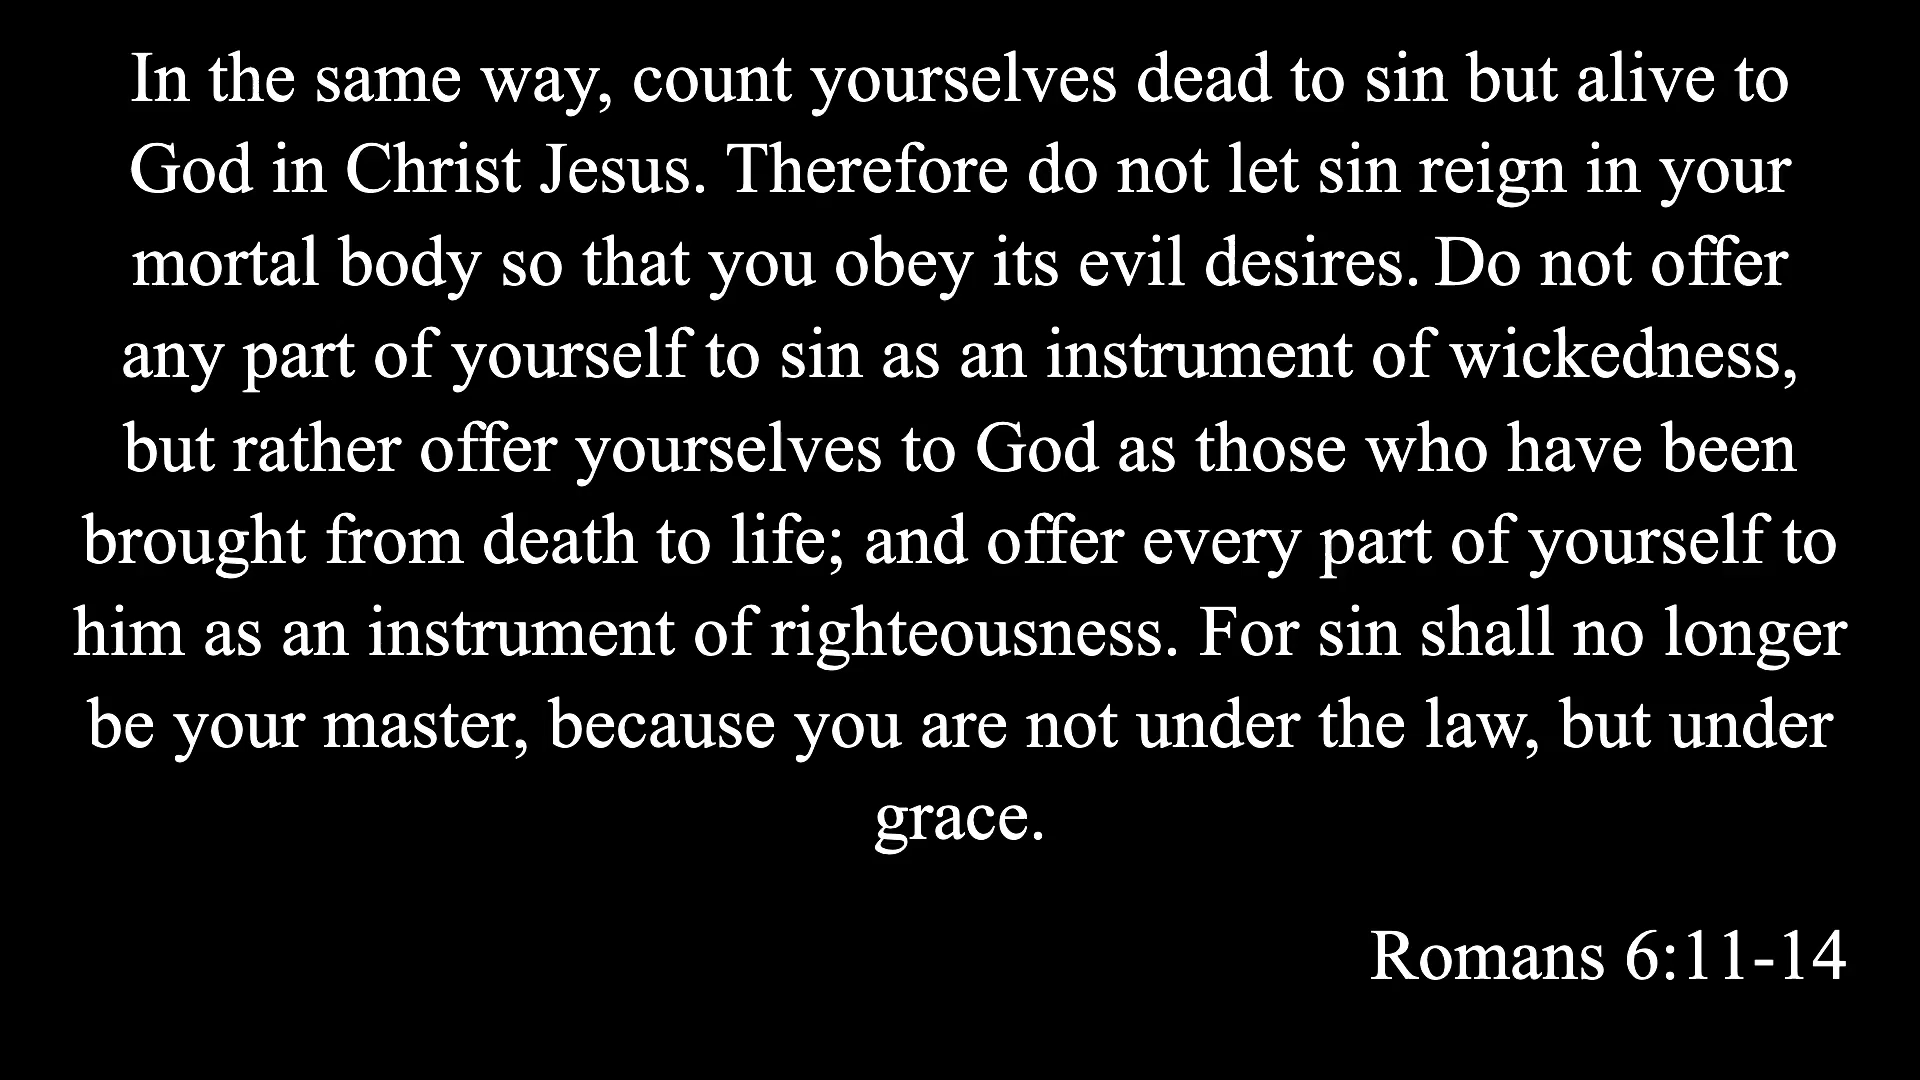 In the same way, count yourselves dead to sin but alive to
God in Christ Jesus. Therefore do not let sin reign in your
mortal body so that you obey its evil desires. Do not offer
any part of yourself to sin as an instrument of wickedness,
but rather offer yourselves to God as those who have been
brought from death to life; and offer every part of yourself to
him as an instrument of righteousness. For sin shall no longer
be your master, because you are not under the law, but under
grace.
Romans 6:11-14